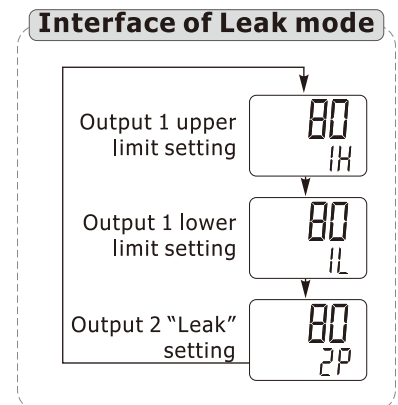 Interface of Leak mode
Output 1 upper
limit setting
80
1H
Output 1 lower
limit setting
80
1L
Output 2 “Leak”
setting
80
2P